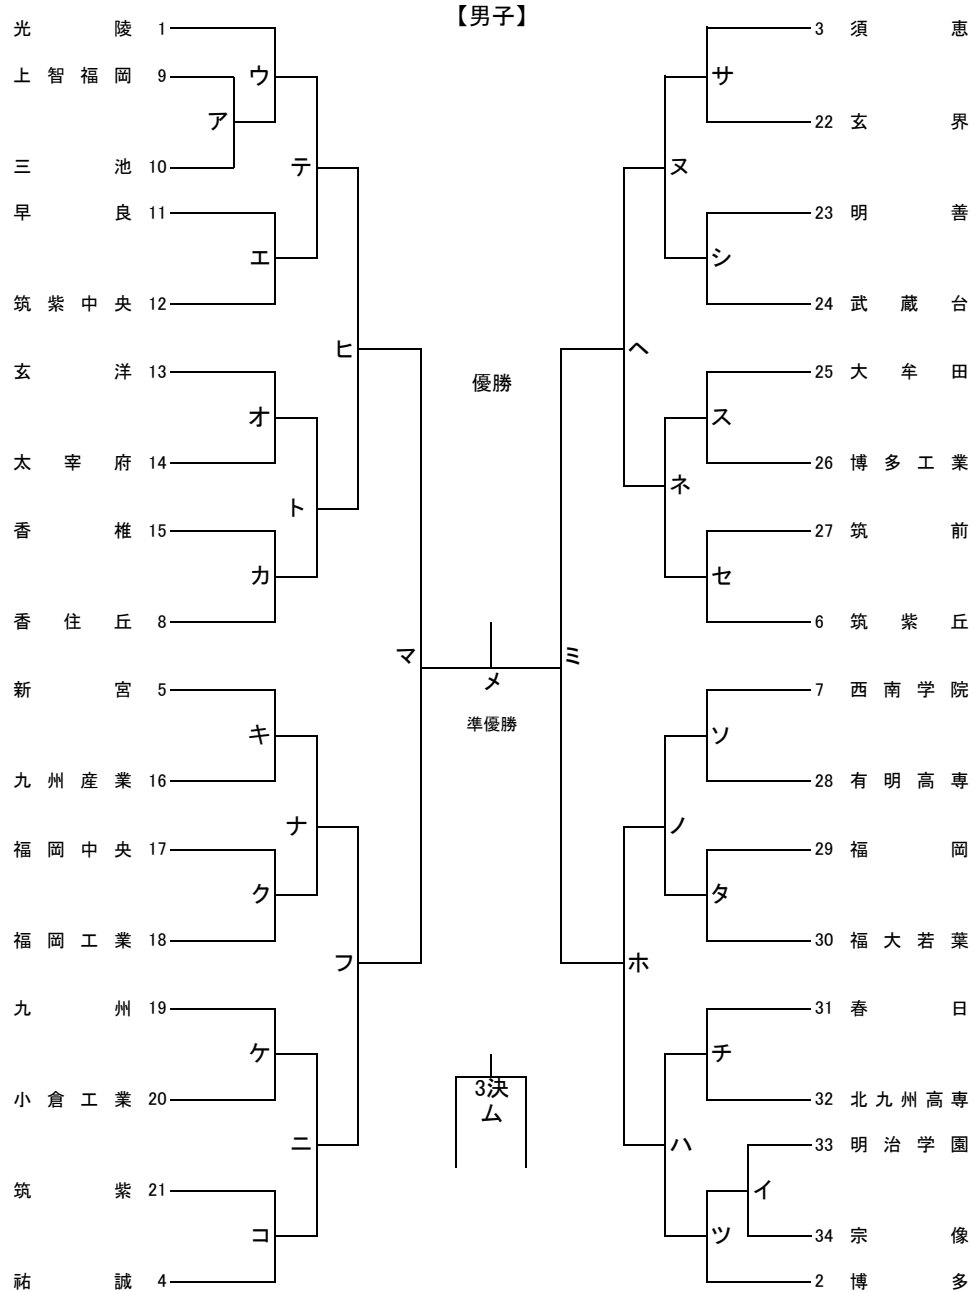 【男子】
光陵 1
上智福岡 9
ウ
ア
三池 10
テ
早良 11
エ
筑紫中央 12
ヒ
玄洋 13
オ
太宰府 14
ト
香椎 15
カ
香住丘 8
マ
新宮 5
キ
九州産業 16
ナ
福岡中央 17
ク
福岡工業 18
フ
九州 19
ケ
小倉工業 20
ニ
筑紫 21
コ
祐誠 4
優勝
メ
準優勝
3決
ム
3 須恵
サ
22 玄界
ヌ
23 明善
シ
24 武蔵台
ヘ
25 大牟田
ス
26 博多工業
ネ
27 筑前
セ
6 筑紫丘
ミ
7 西南学院
ソ
28 有明高専
ノ
29 福岡
タ
30 福大若葉
ホ
31 春日
チ
32 北九州高専
ハ
33 明治学園
イ
ツ
34 宗像
2 博多